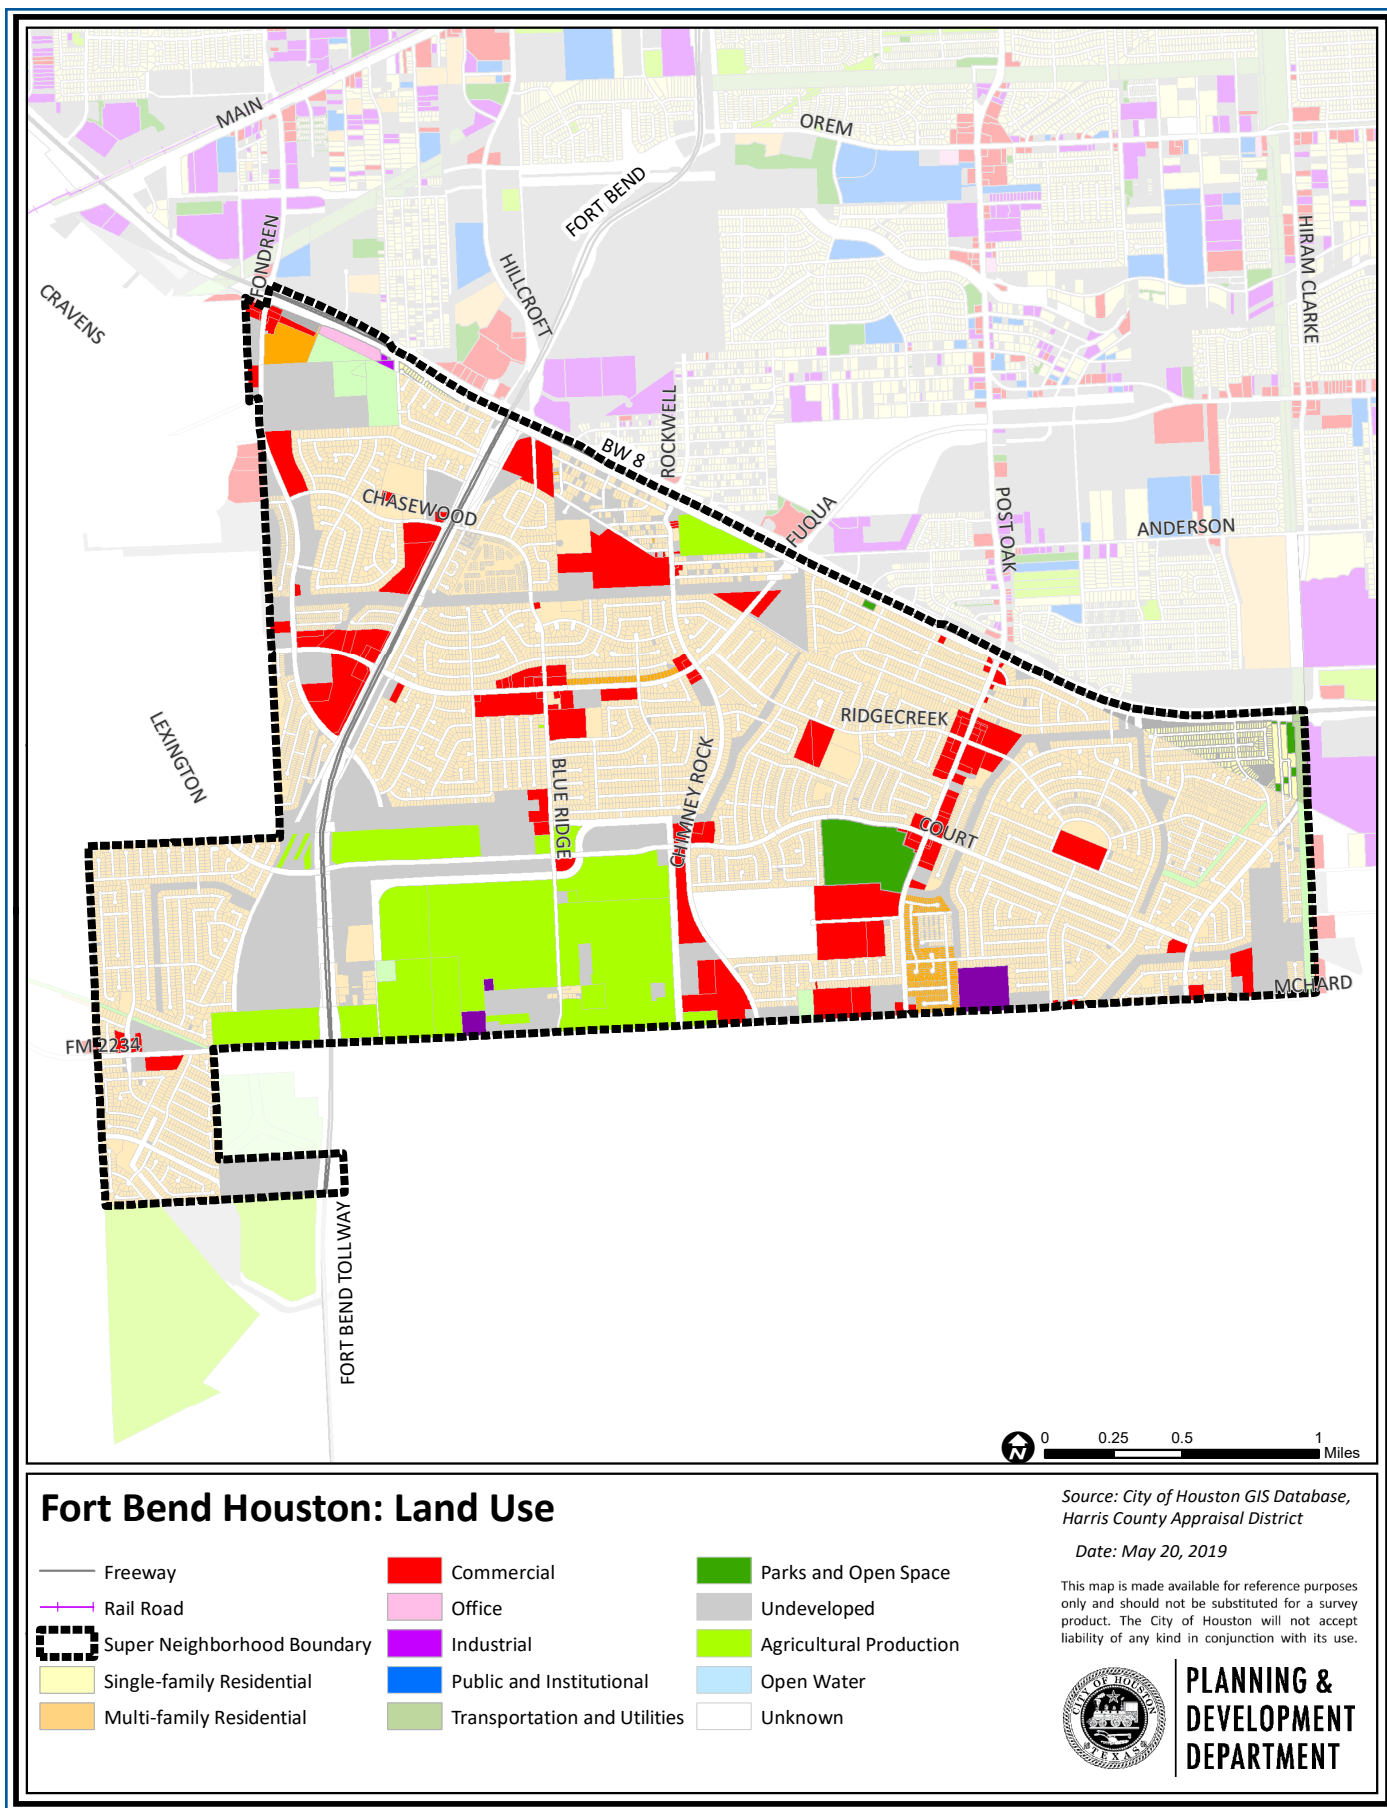 MAIN
OREM
FORT BEND
FONDREN
HIRAM CLARKE
HILLCROFT
CRAVENS
ROCKWELL
BW 8
CHASEWOOD
FUQUA
POST OAK
ANDERSON
LEXINGTON
RIDGECREEK
CHIMNEY ROCK
BLUE RIDGE
COURT
MCHARD
FM 2234
FORT BEND TOLLWAY
N
0 0.25 0.5 1
Miles
Fort Bend Houston: Land Use
Freeway
Rail Road
Super Neighborhood Boundary
Single-family Residential
Multi-family Residential
Commercial
Office
Industrial
Public and Institutional
Transportation and Utilities
Parks and Open Space
Undeveloped
Agricultural Production
Open Water
Unknown
Source: City of Houston GIS Database,
Harris County Appraisal District
Date: May 20, 2019
This map is made available for reference purposes
only and should not be substituted for a survey
product. The City of Houston will not accept
liability of any kind in conjunction with its use.
CITY OF HOUSTON
TEXAS
PLANNING &
DEVELOPMENT
DEPARTMENT